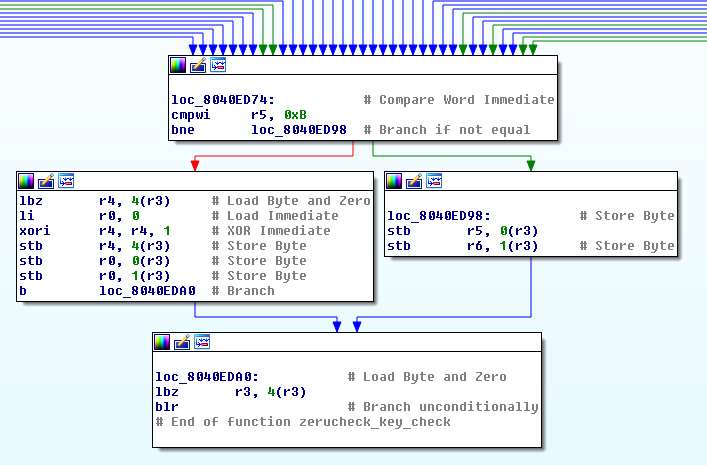 loc_8040ED74: # Compare Word Immediate
cmpwi r5, 0xB
bne loc_8040ED98 # Branch if not equal
lbz r4, 4(r3) # Load Byte and Zero
li r0, 0 # Load Immediate
xori r4, r4, 1 # XOR Immediate
stb r4, 4(r3) # Store Byte
stb r0, 0(r3) # Store Byte
stb r0, 1(r3) # Store Byte
b loc_8040EDA0 # Branch
loc_8040ED98: # Store Byte
stb r5, 0(r3)
stb r6, 1(r3) # Store Byte
loc_8040EDA0: # Load Byte and Zero
lbz r3, 4(r3)
blr # Branch unconditionally
# End of function zerucheck_key_check